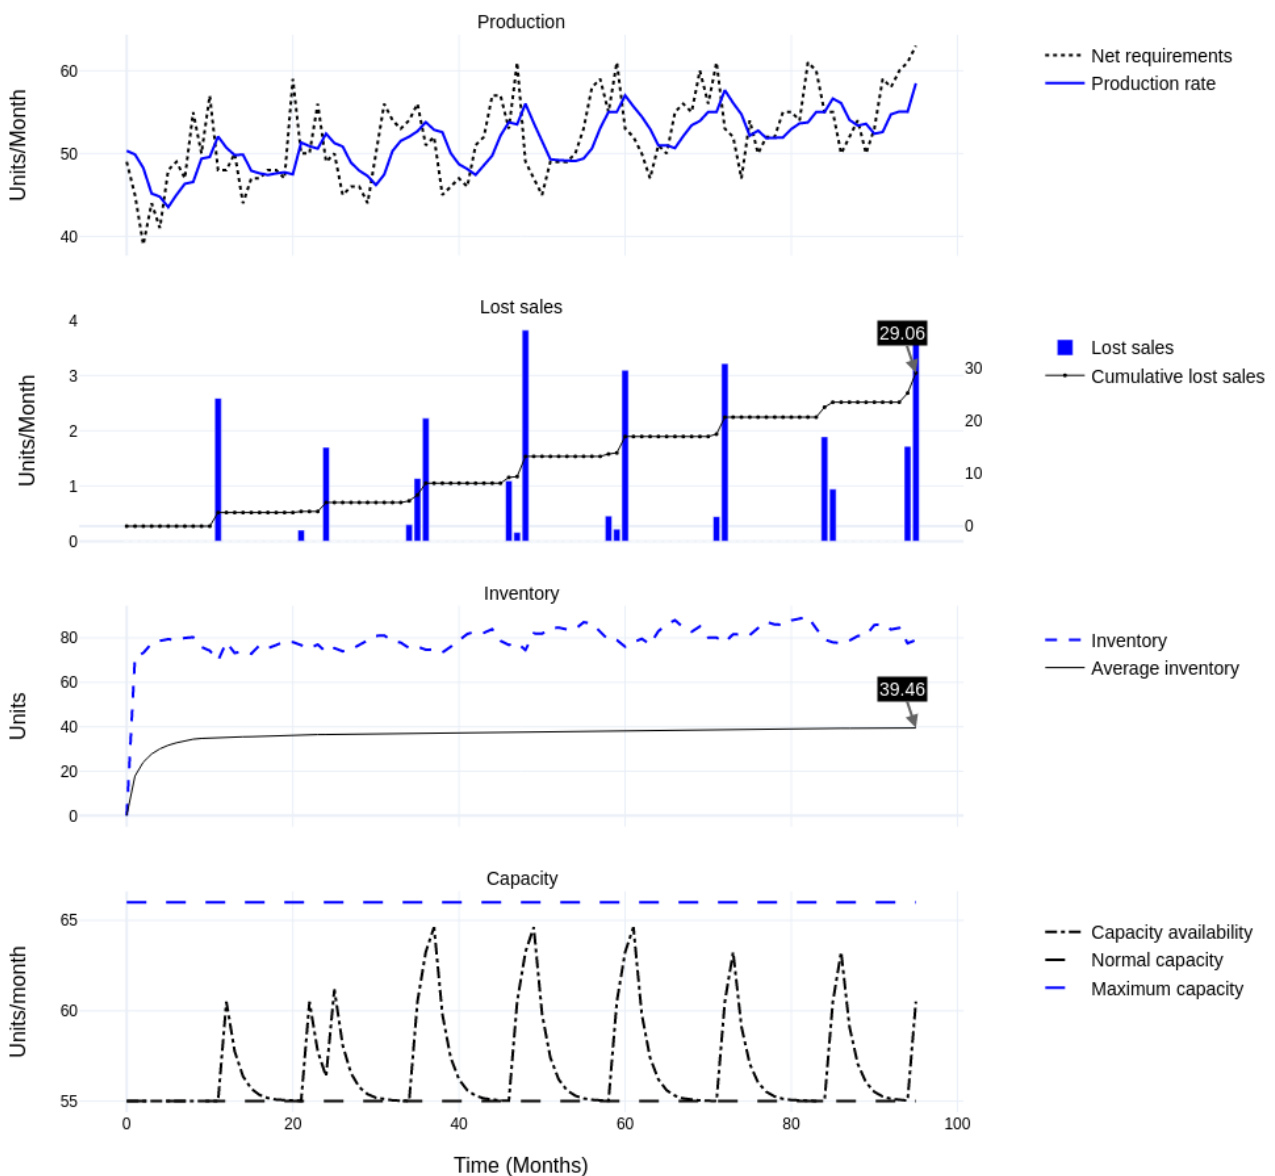 Production
60
50
40
Units/Month
Net requirements
Production rate
Lost sales
4
3
2
1
0
Units/Month
29.06
30
20
10
0
Lost sales
Cumulative lost sales
Inventory
80
60
40
20
0
Units
39.46
Inventory
Average inventory
Capacity
65
60
55
Units/month
Capacity availability
Normal capacity
Maximum capacity
0 20 40 60 80 100
Time (Months)